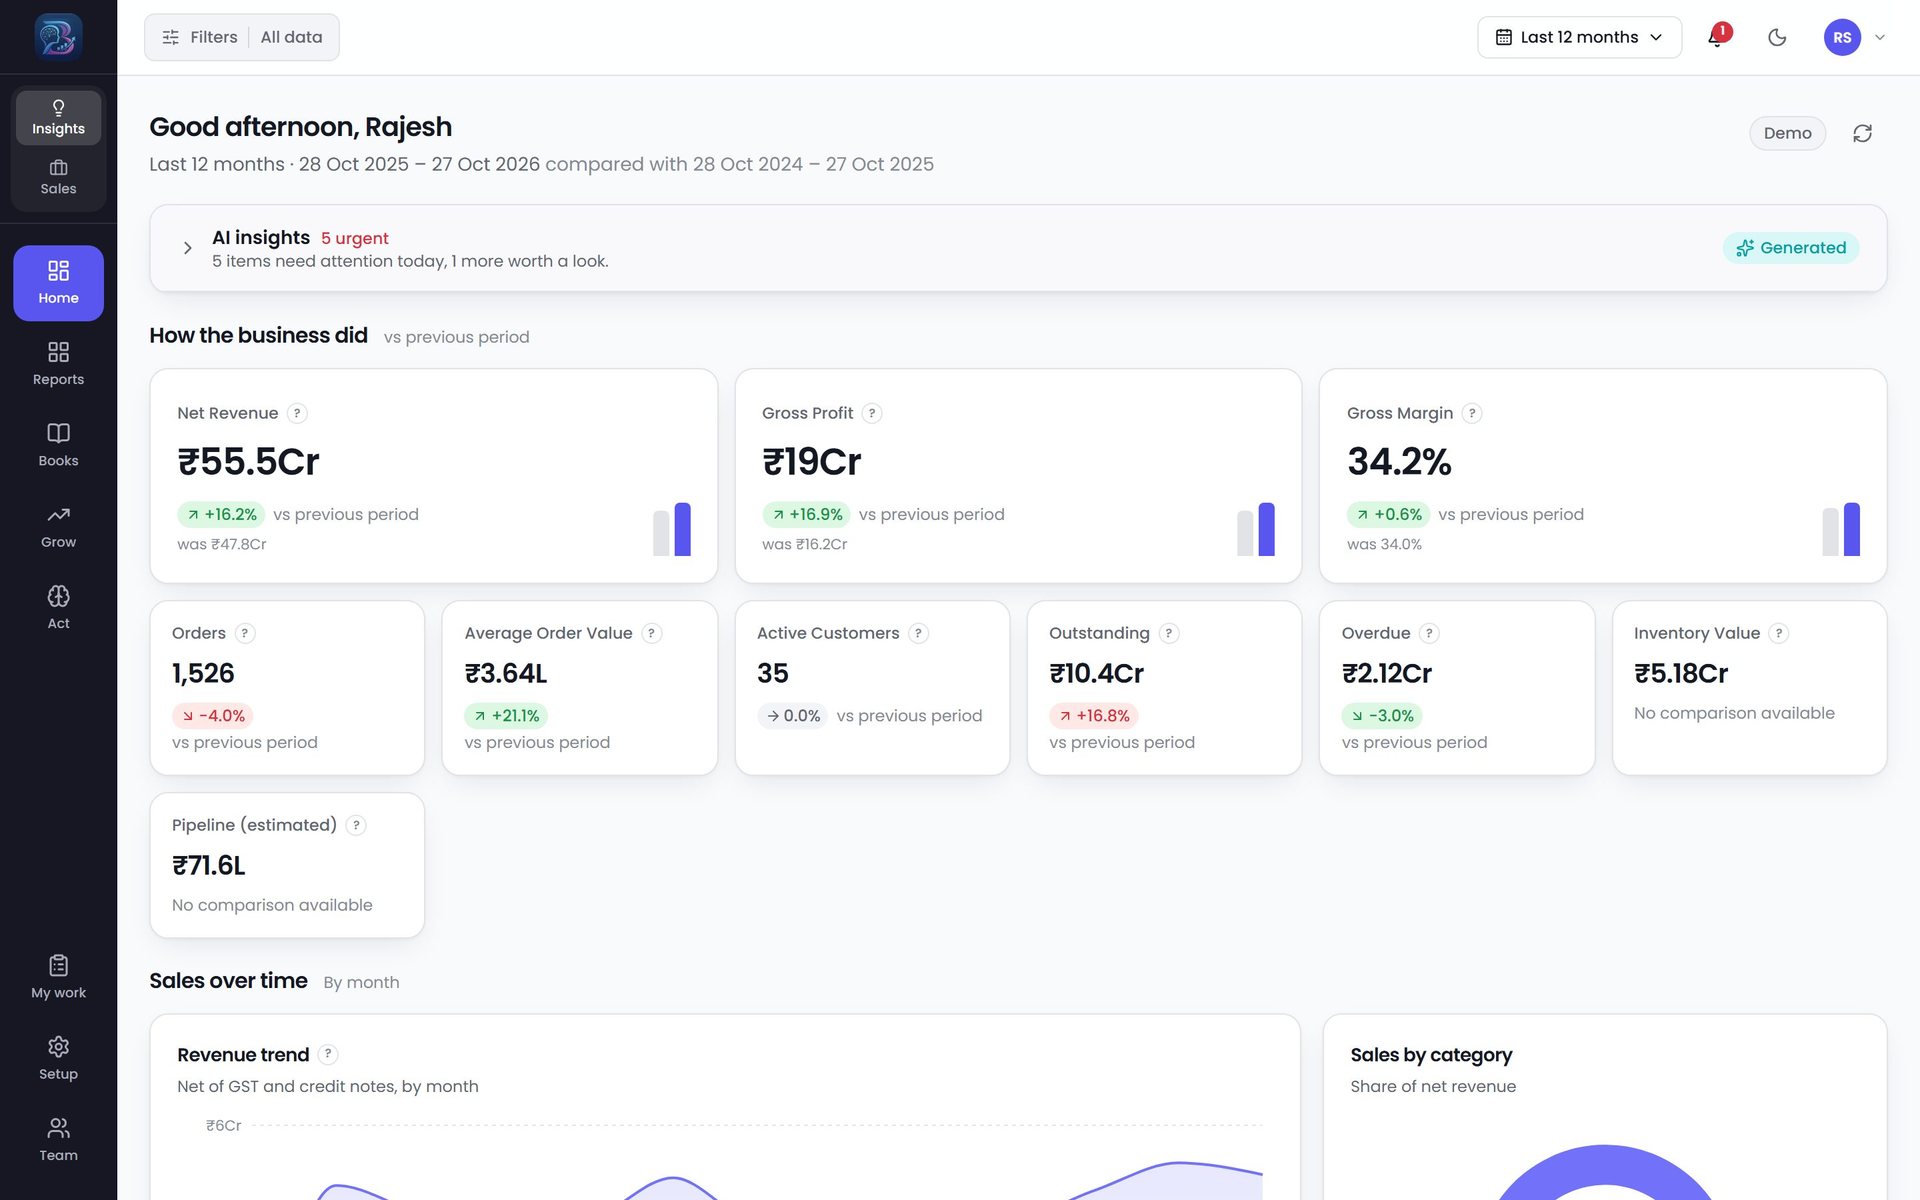 Filters
All data
Last 12 months
1
RS
Insights
Sales
Home
Reports
Books
Grow
Act
My work
Setup
Team
Good afternoon, Rajesh
Last 12 months · 28 Oct 2025 – 27 Oct 2026 compared with 28 Oct 2024 – 27 Oct 2025
Demo
AI insights 5 urgent
5 items need attention today, 1 more worth a look.
Generated
How the business did vs previous period
Net Revenue ?
₹55.5Cr
+16.2% vs previous period
was ₹47.8Cr
Gross Profit ?
₹19Cr
+16.9% vs previous period
was ₹16.2Cr
Gross Margin ?
34.2%
+0.6% vs previous period
was 34.0%
Orders ?
1,526
-4.0%
vs previous period
Average Order Value ?
₹3.64L
+21.1%
vs previous period
Active Customers ?
35
0.0% vs previous period
Outstanding ?
₹10.4Cr
+16.8%
vs previous period
Overdue ?
₹2.12Cr
-3.0%
vs previous period
Inventory Value ?
₹5.18Cr
No comparison available
Pipeline (estimated) ?
₹71.6L
No comparison available
Sales over time By month
Revenue trend ?
Net of GST and credit notes, by month
₹6Cr
Sales by category
Share of net revenue